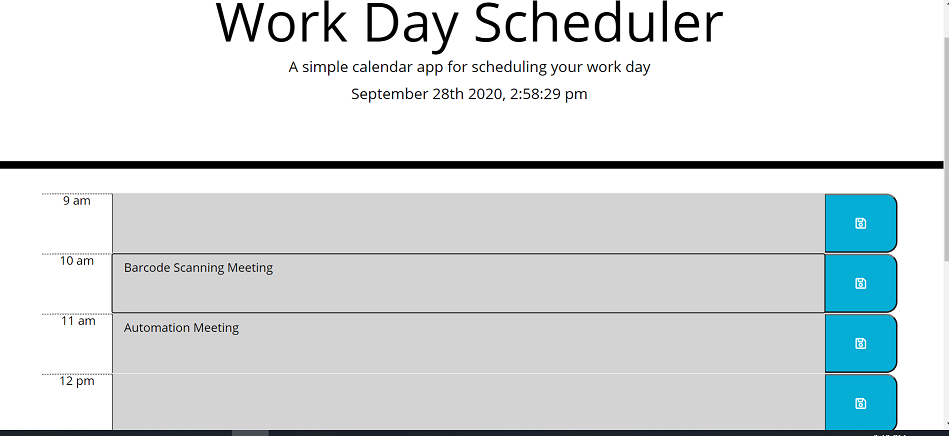 Work Day Scheduler
A simple calendar app for scheduling your work day
September 28th 2020, 2:58:29 pm
9 am
10 am
Barcode Scanning Meeting
11 am
Automation Meeting
12 pm